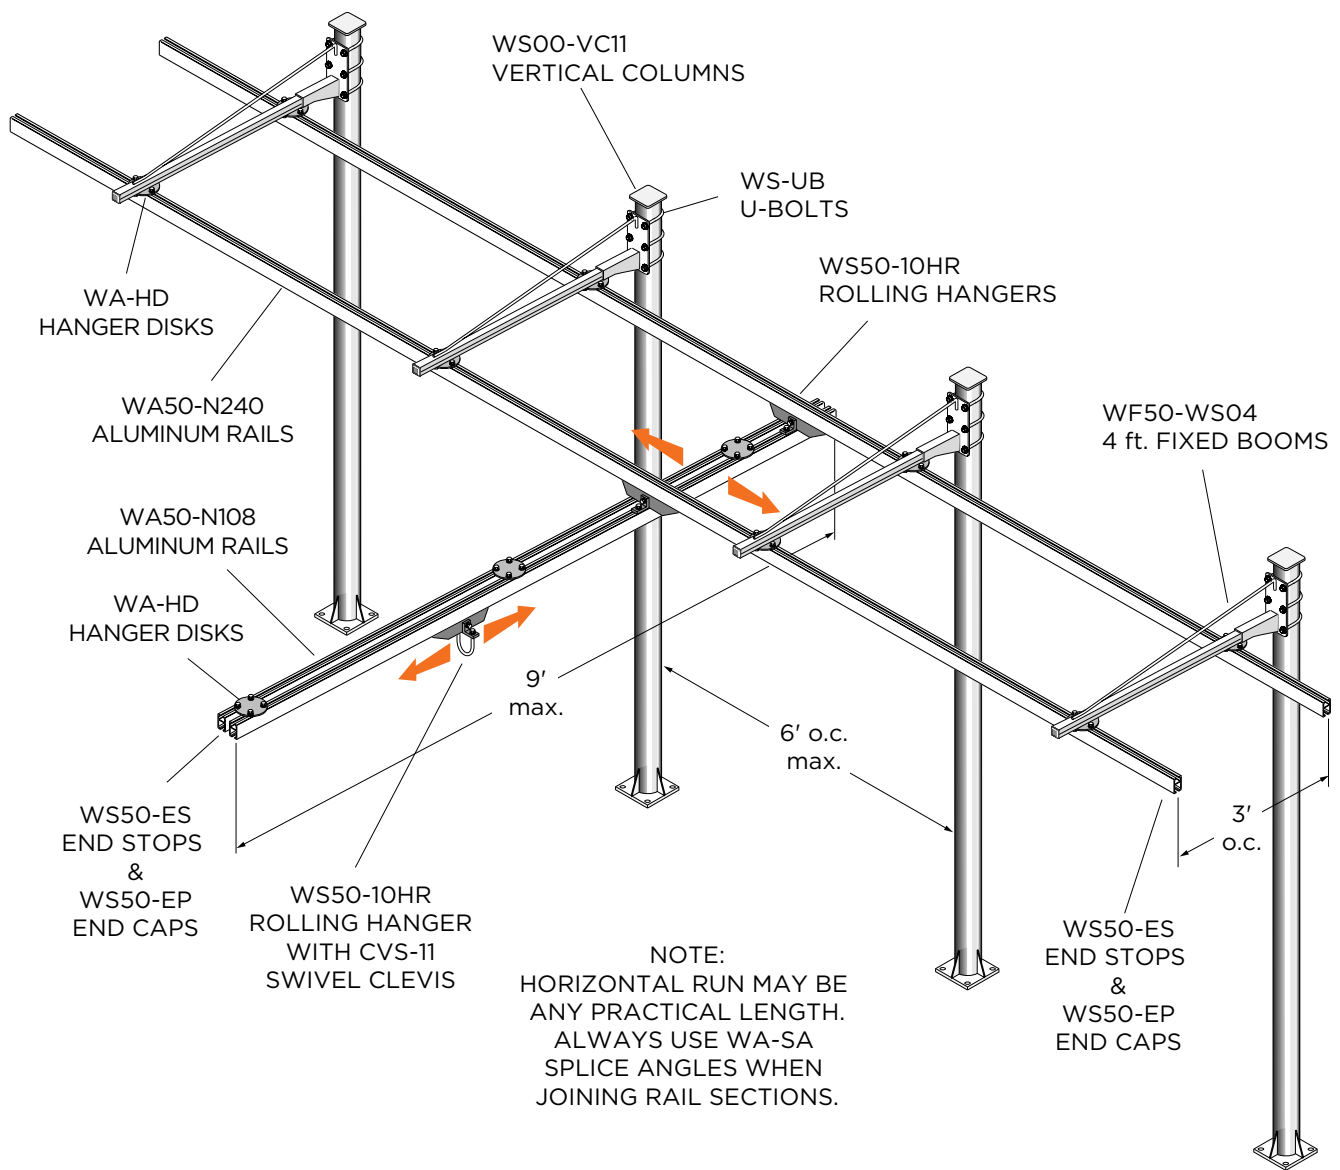 WS00-VC11
VERTICAL COLUMNS
WS-UB
U-BOLTS
WS50-10HR
ROLLING HANGERS
WA-HD
HANGER DISKS
WA50-N240
ALUMINUM RAILS
WF50-WS04
4 ft. FIXED BOOMS
WA50-N108
ALUMINUM RAILS
WA-HD
HANGER DISKS
9'
max.
6' o.c.
max.
3'
o.c.
WS50-ES
END STOPS
&
WS50-EP
END CAPS
WS50-10HR
ROLLING HANGER
WITH CVS-11
SWIVEL CLEVIS
NOTE:
HORIZONTAL RUN MAY BE
ANY PRACTICAL LENGTH.
ALWAYS USE WA-SA
SPLICE ANGLES WHEN
JOINING RAIL SECTIONS.
WS50-ES
END STOPS
&
WS50-EP
END CAPS